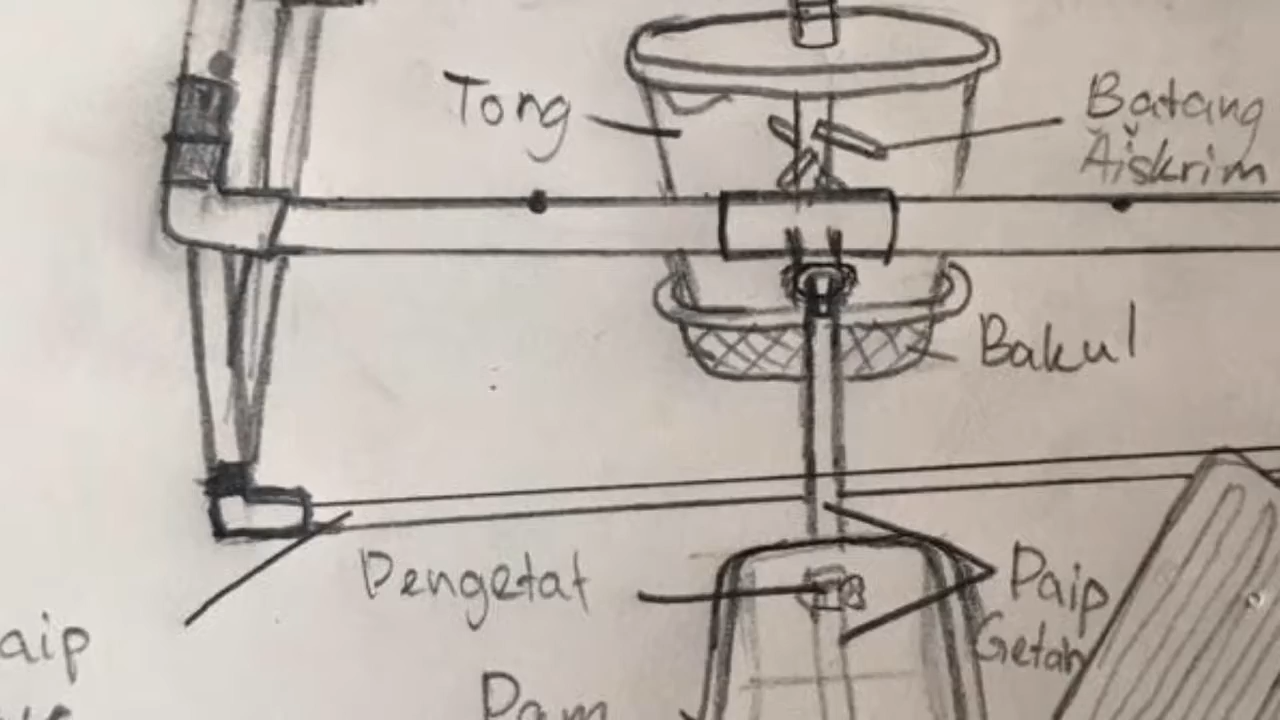 Tong
Batang
Aiskrim
Bakul
Pengetat
Paip
Getah
aip
Pam